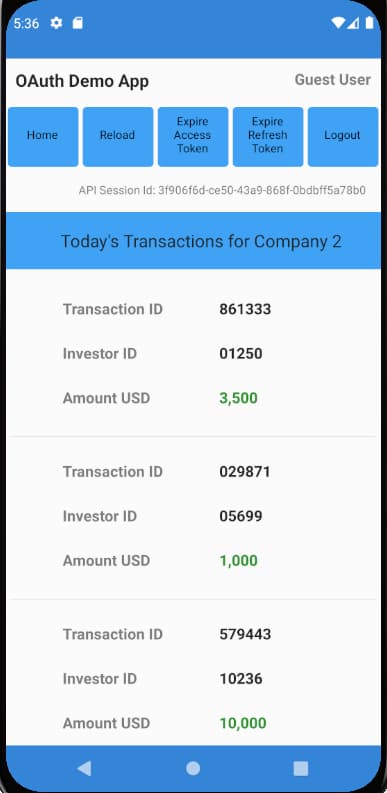 5:36
OAuth Demo App
Guest User
Home
Reload
Expire
Access
Token
Expire
Refresh
Token
Logout
API Session Id: 3f906f6d-ce50-43a9-868f-0bdbff5a78b0
Today's Transactions for Company 2
Transaction ID 861333
Investor ID 01250
Amount USD 3,500
Transaction ID 029871
Investor ID 05699
Amount USD 1,000
Transaction ID 579443
Investor ID 10236
Amount USD 10,000